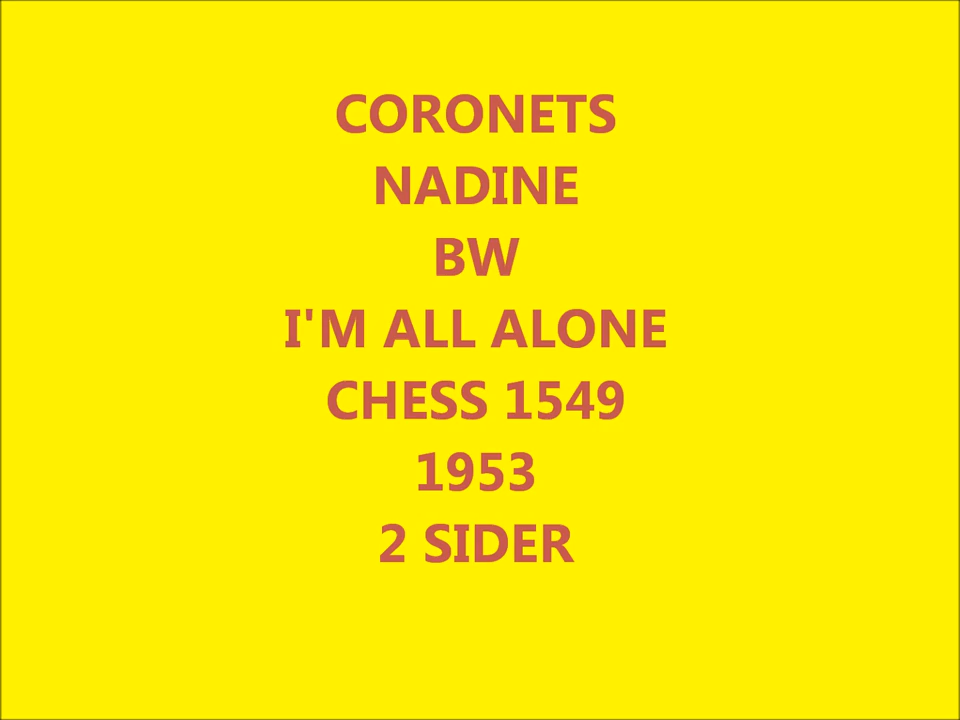 CORONETS
NADINE
BW
I'M ALL ALONE
CHESS 1549
1953
2 SIDER